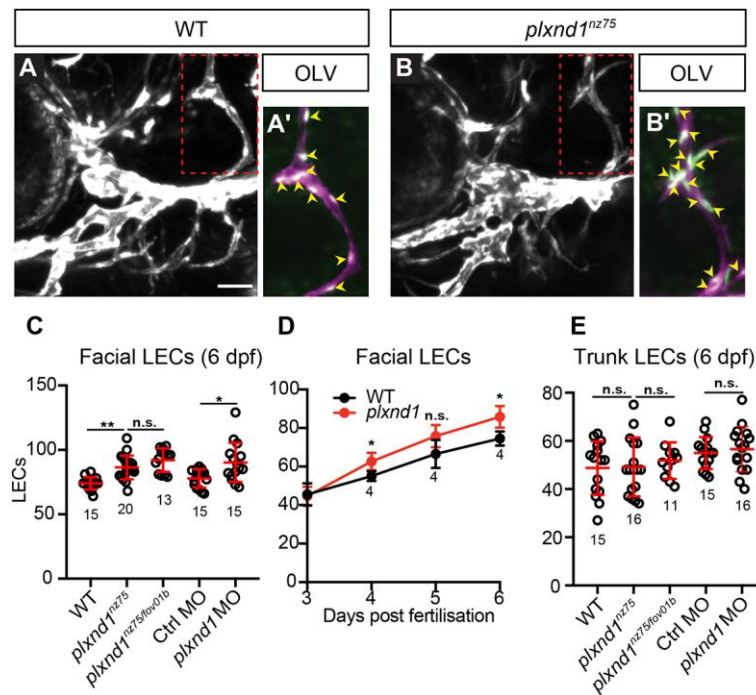 WT
plxnd1nz75
A
OLV
A'
B
OLV
B'
C
Facial LECs (6 dpf)
LECs
150
100
50
0
**
n.s.
*
15
20
13
15
15
WT
plxnd1nz75
plxnd1nz75/fov01b
Ctrl MO
plxnd1 MO
D
Facial LECs
WT
plxnd1
100
80
60
40
20
0
*
n.s.
*
4
4
4
3
4
5
6
Days post fertilisation
E
Trunk LECs (6 dpf)
80
60
40
20
0
n.s.
n.s.
n.s.
15
16
11
15
16
WT
plxnd1nz75
plxnd1nz75/fov01b
Ctrl MO
plxnd1 MO